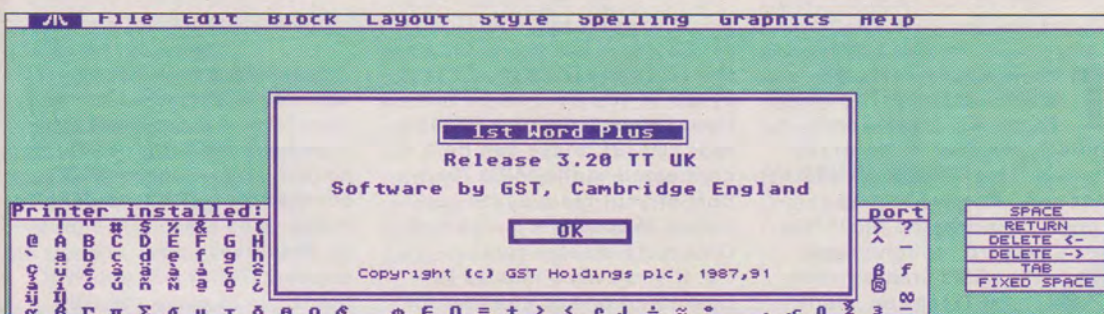 File Edit Block Layout Style Spelling Graphics Help
1st Word Plus
Release 3.20 TT UK
Software by GST, Cambridge England
OK
Copyright (c) GST Holdings plc, 1987,91
Printer installed:
port
! " # $ % & ' (
> ?
@ A B C D E F G H
^ _
` a b c d e f g h
Ç ü é â ä à å ç ê
β ƒ
á í ó ú ñ Ñ ª º ¿
ij IJ
∞
SPACE
RETURN
DELETE <-
DELETE ->
TAB
FIXED SPACE